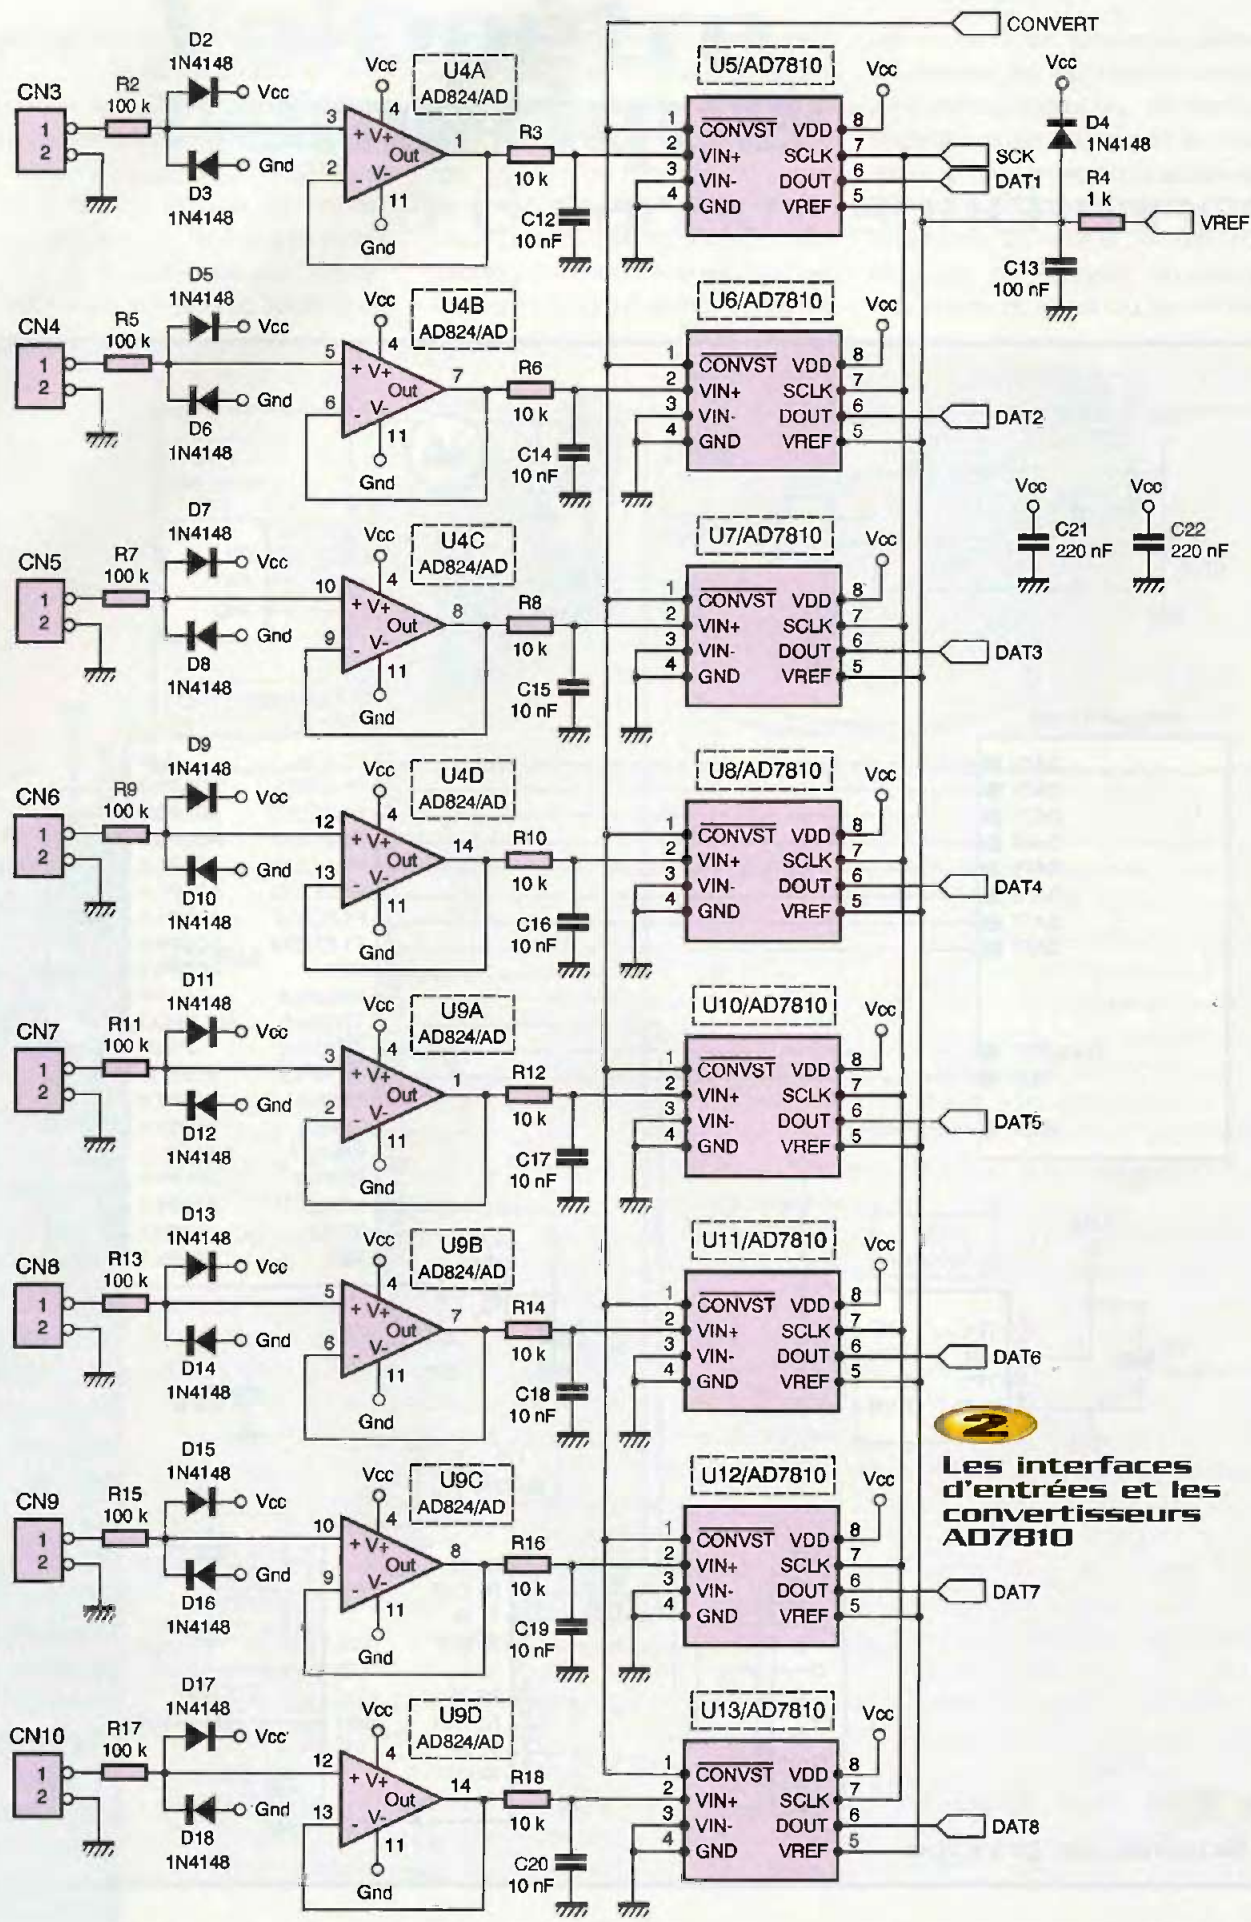 CONVERT
CN3
1
2
R2
100 k
D2
1N4148
Vcc
Gnd
D3
1N4148
Vcc
U4A
AD824/AD
3
+ V+
4
Out
1
2
- V-
11
Gnd
R3
10 k
C12
10 nF
U5/AD7810
Vcc
1 CONVST VDD 8
2 VIN+ SCLK 7
3 VIN- DOUT 6
4 GND VREF 5
SCK
DAT1
Vcc
D4
1N4148
R4
1 k
VREF
C13
100 nF
CN4
1
2
R5
100 k
D5
1N4148
Vcc
Gnd
D6
1N4148
Vcc
U4B
AD824/AD
5
+ V+
4
Out
7
6
- V-
11
Gnd
R6
10 k
C14
10 nF
U6/AD7810
Vcc
1 CONVST VDD 8
2 VIN+ SCLK 7
3 VIN- DOUT 6
4 GND VREF 5
DAT2
Vcc
C21
220 nF
Vcc
C22
220 nF
CN5
1
2
R7
100 k
D7
1N4148
Vcc
Gnd
D8
1N4148
Vcc
U4C
AD824/AD
10
+ V+
4
Out
8
9
- V-
11
Gnd
R8
10 k
C15
10 nF
U7/AD7810
Vcc
1 CONVST VDD 8
2 VIN+ SCLK 7
3 VIN- DOUT 6
4 GND VREF 5
DAT3
CN6
1
2
R9
100 k
D9
1N4148
Vcc
Gnd
D10
1N4148
Vcc
U4D
AD824/AD
12
+ V+
4
Out
14
13
- V-
11
Gnd
R10
10 k
C16
10 nF
U8/AD7810
Vcc
1 CONVST VDD 8
2 VIN+ SCLK 7
3 VIN- DOUT 6
4 GND VREF 5
DAT4
CN7
1
2
R11
100 k
D11
1N4148
Vcc
Gnd
D12
1N4148
Vcc
U9A
AD824/AD
3
+ V+
4
Out
1
2
- V-
11
Gnd
R12
10 k
C17
10 nF
U10/AD7810
Vcc
1 CONVST VDD 8
2 VIN+ SCLK 7
3 VIN- DOUT 6
4 GND VREF 5
DAT5
CN8
1
2
R13
100 k
D13
1N4148
Vcc
Gnd
D14
1N4148
Vcc
U9B
AD824/AD
5
+ V+
4
Out
7
6
- V-
11
Gnd
R14
10 k
C18
10 nF
U11/AD7810
Vcc
1 CONVST VDD 8
2 VIN+ SCLK 7
3 VIN- DOUT 6
4 GND VREF 5
DAT6
2
Les interfaces
d'entrées et les
convertisseurs
AD7810
CN9
1
2
R15
100 k
D15
1N4148
Vcc
Gnd
D16
1N4148
Vcc
U9C
AD824/AD
10
+ V+
4
Out
8
9
- V-
11
Gnd
R16
10 k
C19
10 nF
U12/AD7810
Vcc
1 CONVST VDD 8
2 VIN+ SCLK 7
3 VIN- DOUT 6
4 GND VREF 5
DAT7
CN10
1
2
R17
100 k
D17
1N4148
Vcc
Gnd
D18
1N4148
Vcc
U9D
AD824/AD
12
+ V+
4
Out
14
13
- V-
11
Gnd
R18
10 k
C20
10 nF
U13/AD7810
Vcc
1 CONVST VDD 8
2 VIN+ SCLK 7
3 VIN- DOUT 6
4 GND VREF 5
DAT8